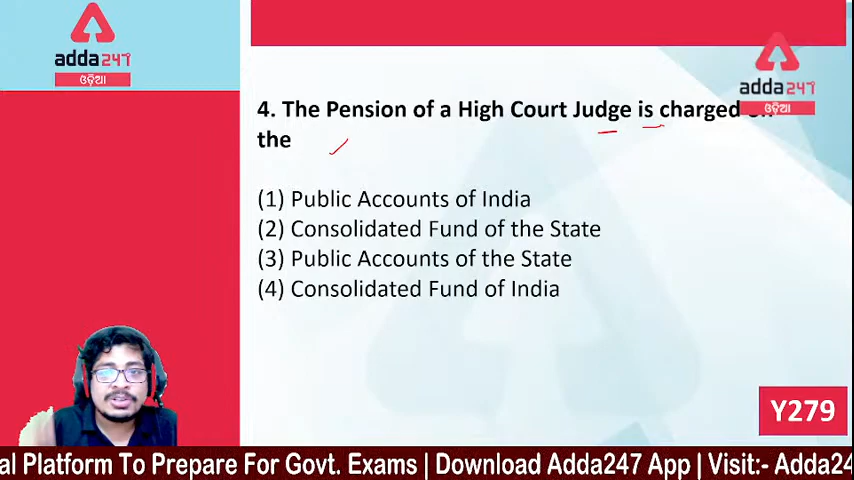 adda247
ଓଡ଼ିଆ
adda247
ଓଡ଼ିଆ
4. The Pension of a High Court Judge is charged on
the
(1) Public Accounts of India
(2) Consolidated Fund of the State
(3) Public Accounts of the State
(4) Consolidated Fund of India
Y279
al Platform To Prepare For Govt. Exams | Download Adda247 App | Visit:- Adda24